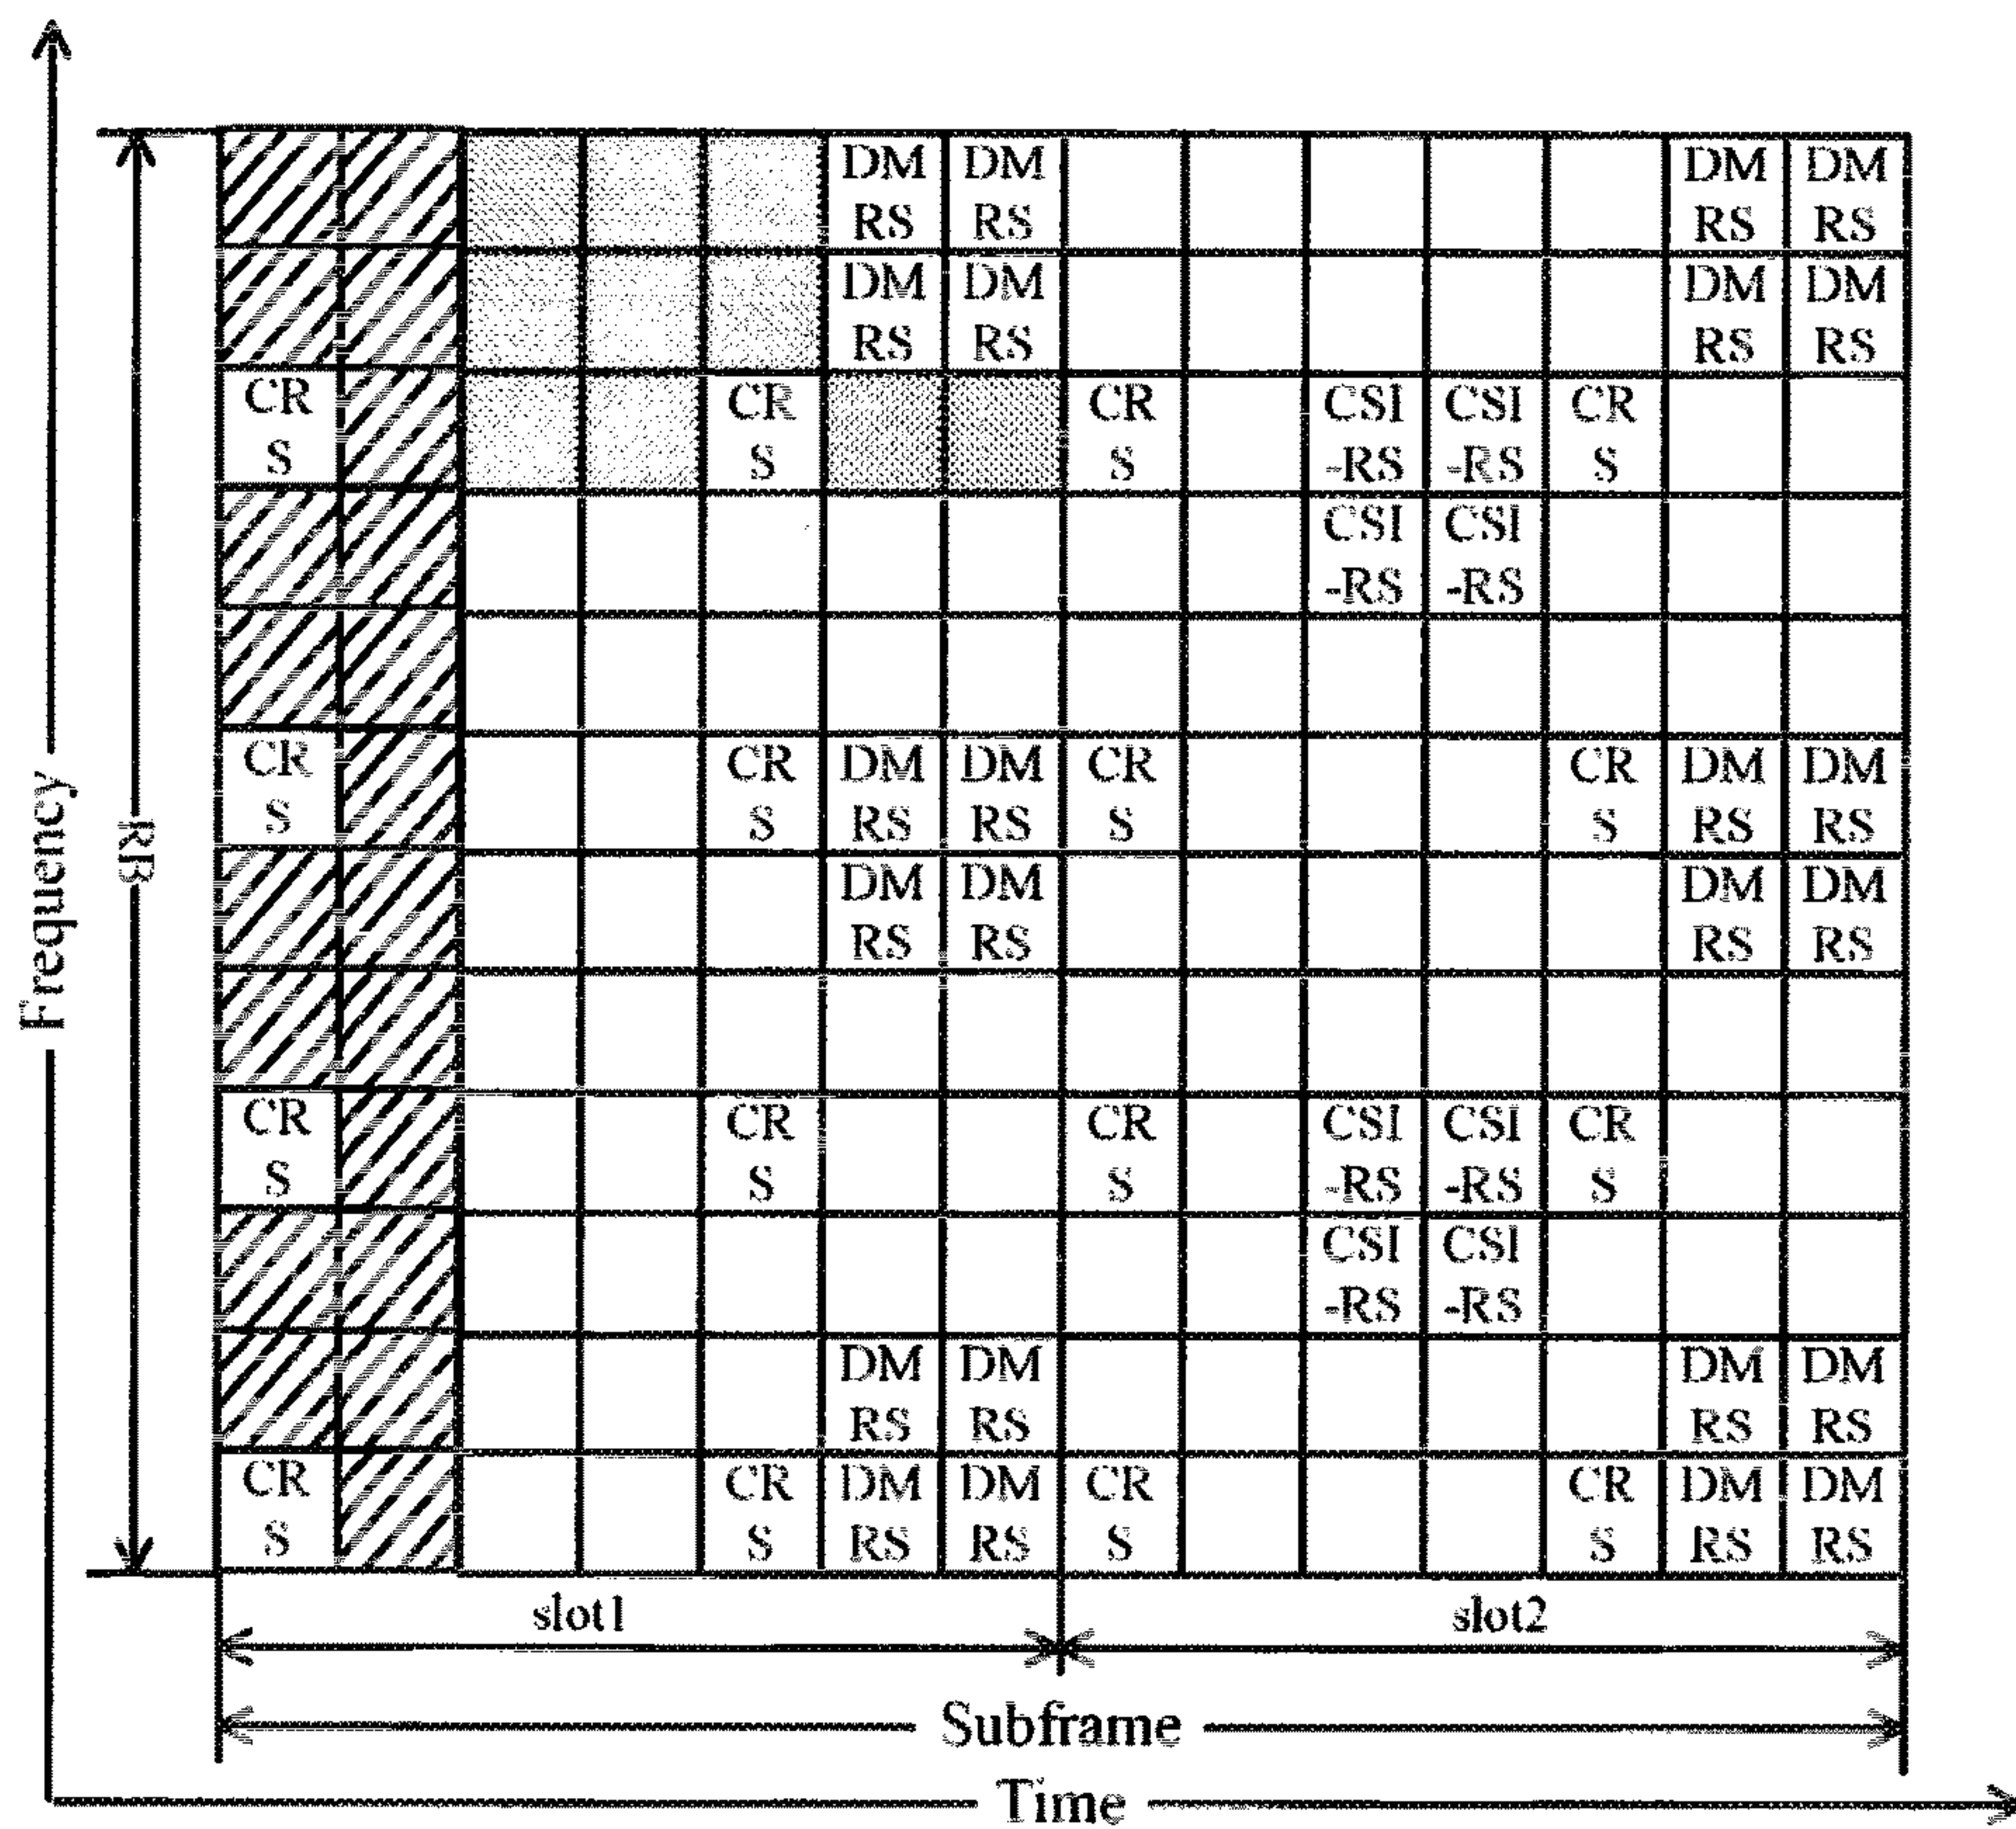 DM DM DM DM
RS RS RS RS
DM DM DM DM
RS RS RS RS
CR CR CR CSI CSI CR
S S S -RS -RS S
CSI CSI
-RS -RS
CR CR DM DM CR CR DM DM
S S RS RS S S RS RS
DM DM DM DM
RS RS RS RS
CR CR CR CSI CSI CR
S S S -RS -RS S
CSI CSI
-RS -RS
DM DM DM DM
RS RS RS RS
CR CR DM DM CR CR DM DM
S S RS RS S S RS RS
Frequency
RB
slot1 slot2
Subframe
Time